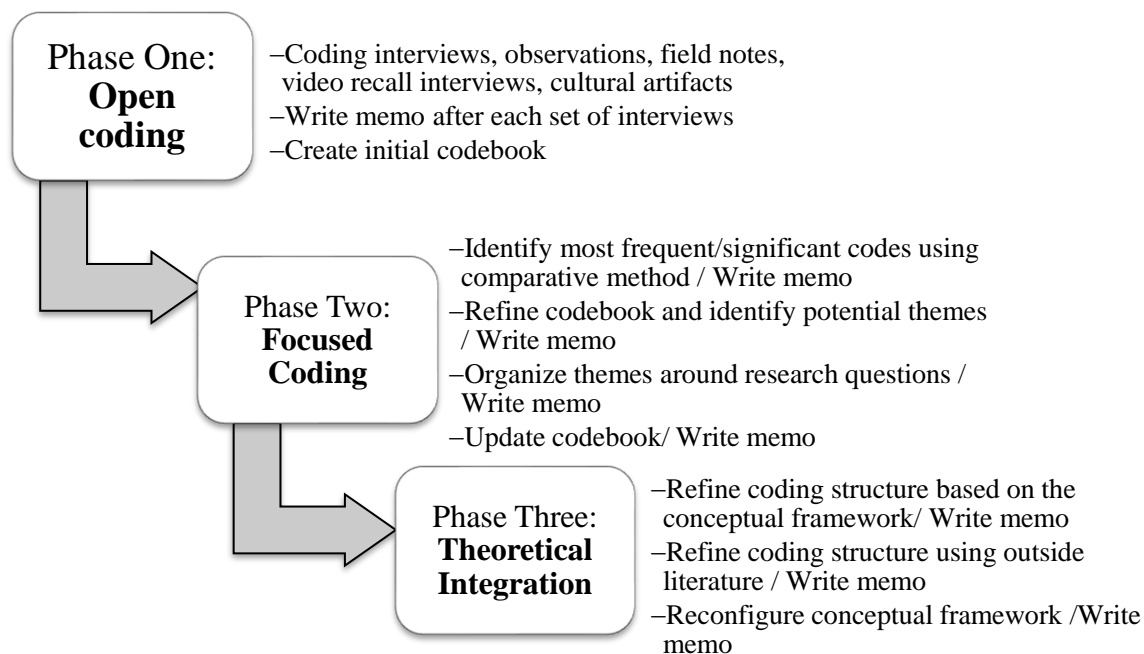 Phase One:
Open
coding
–Coding interviews, observations, field notes,
video recall interviews, cultural artifacts
–Write memo after each set of interviews
–Create initial codebook
Phase Two:
Focused
Coding
–Identify most frequent/significant codes using
comparative method / Write memo
–Refine codebook and identify potential themes
/ Write memo
–Organize themes around research questions /
Write memo
–Update codebook/ Write memo
Phase Three:
Theoretical
Integration
–Refine coding structure based on the
conceptual framework/ Write memo
–Refine coding structure using outside
literature / Write memo
–Reconfigure conceptual framework /Write
memo